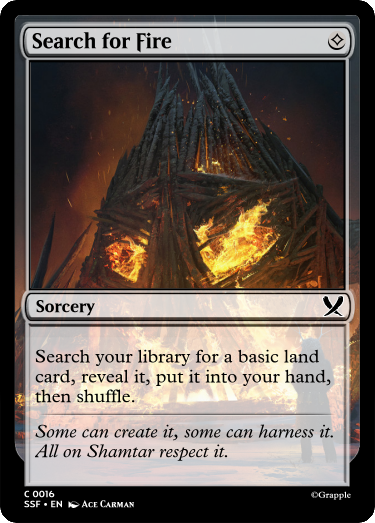 Search for Fire
Sorcery
Search your library for a basic land
card, reveal it, put it into your hand,
then shuffle.
Some can create it, some can harness it.
All on Shamtar respect it.
C 0016
SSF • EN Ace Carman
©Grapple